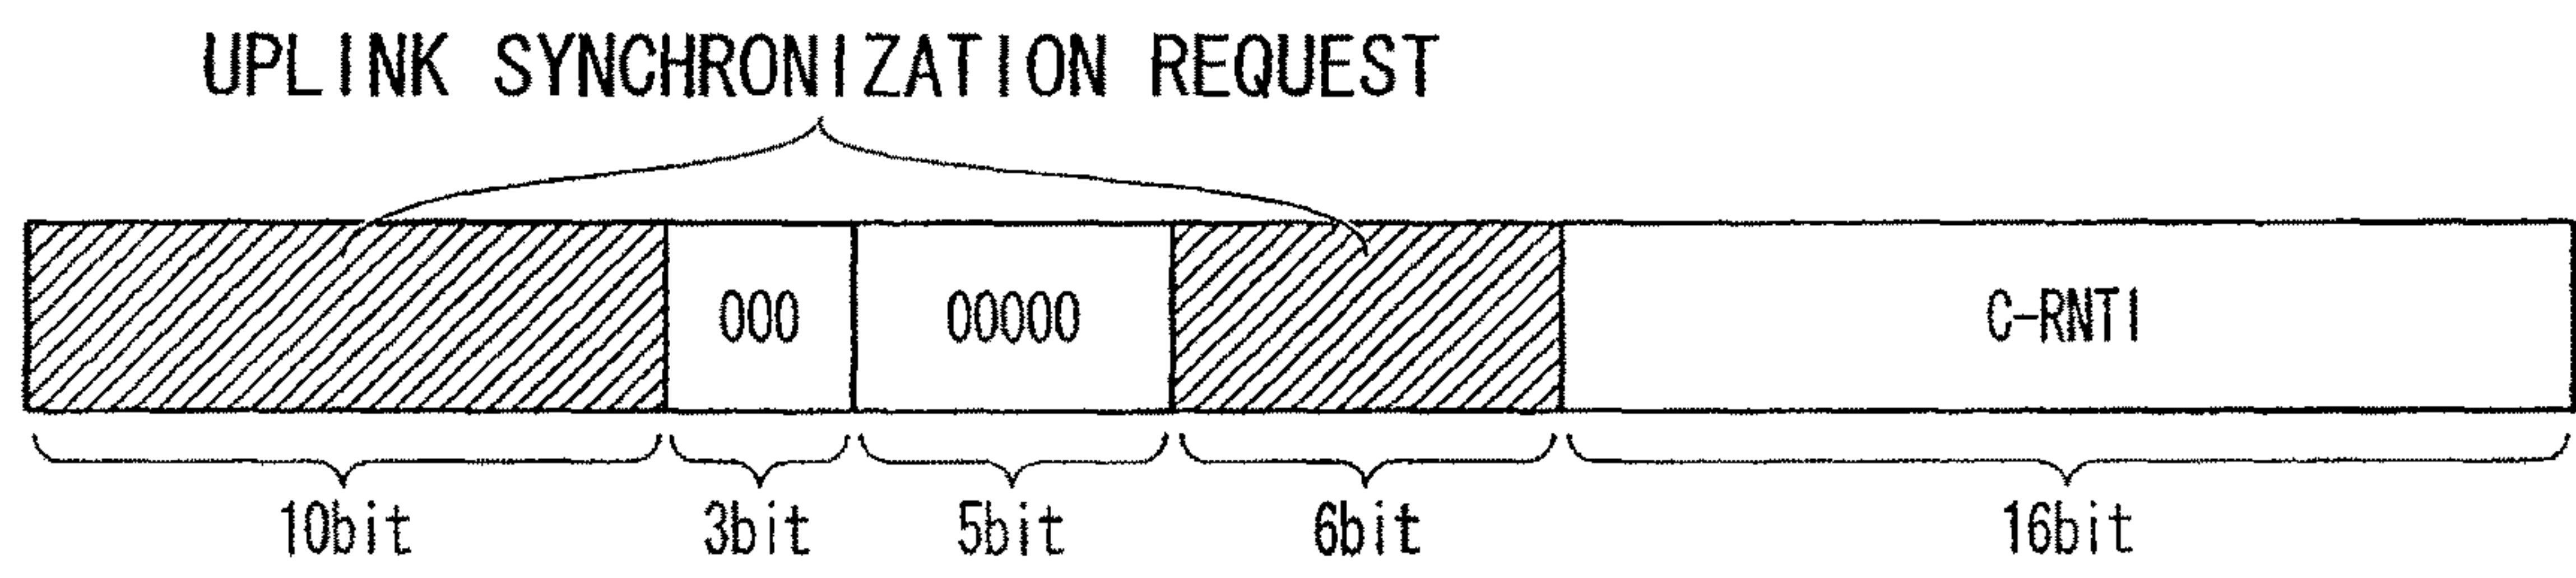 UPLINK SYNCHRONIZATION REQUEST
000 00000 C-RNTI
10bit 3bit 5bit 6bit 16bit